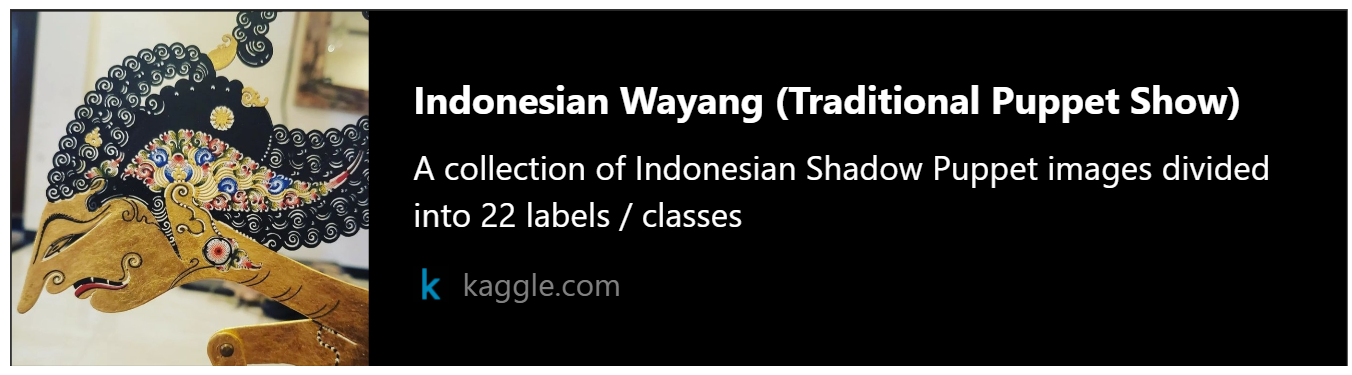 Indonesian Wayang (Traditional Puppet Show)
A collection of Indonesian Shadow Puppet images divided
into 22 labels / classes
k kaggle.com